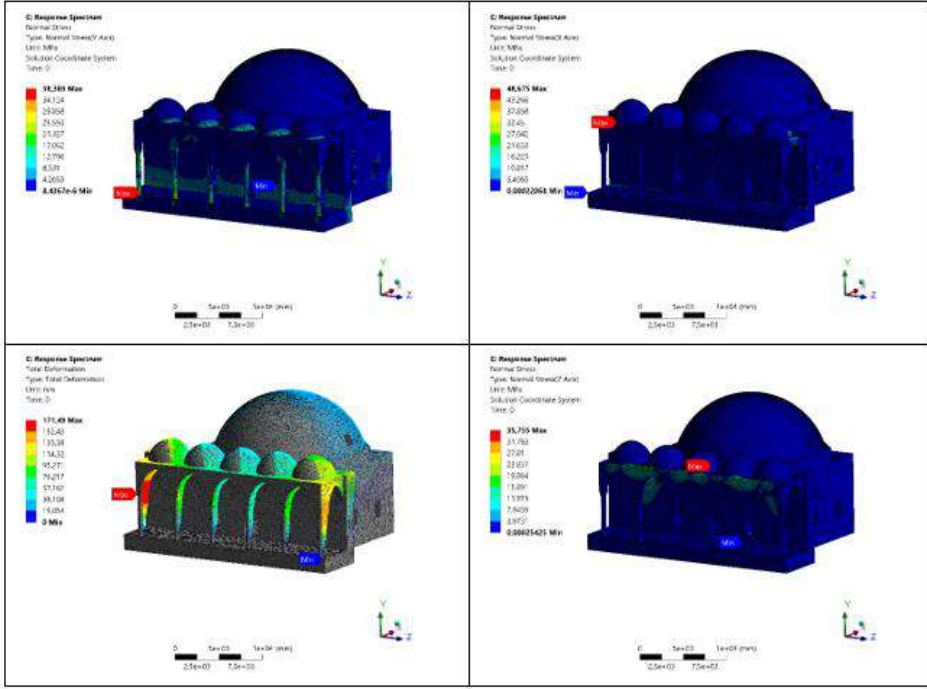 C: Response Spectrum
Normal Stress
Type: Normal Stress(Y Axis)
Unit: MPa
Solution Coordinate System
Time: 0
38,389 Max
34,124
29,858
25,593
21,327
17,062
12,796
8,531
4,2655
8,4267e-6 Min
Max
Min
Y
X
Z
0 5e+03 1e+04 (mm)
2,5e+03 7,5e+03
C: Response Spectrum
Normal Stress
Type: Normal Stress(X Axis)
Unit: MPa
Solution Coordinate System
Time: 0
48,675 Max
43,266
37,858
32,45
27,042
21,633
16,225
10,817
5,4085
Max
Min
Y
X
Z
0 5e+03 1e+04 (mm)
2,5e+03 7,5e+03
C: Response Spectrum
Total Deformation
Type: Total Deformation
Unit: mm
Time: 0
171,49 Max
152,43
133,38
114,32
95,271
76,217
57,162
38,108
19,054
0 Min
Max
Min
Y
X
Z
0 5e+03 1e+04 (mm)
2,5e+03 7,5e+03
C: Response Spectrum
Normal Stress
Type: Normal Stress(Z Axis)
Unit: MPa
Solution Coordinate System
Time: 0
35,755 Max
31,783
27,81
23,837
19,864
15,891
11,919
7,9459
3,9731
0,00025425 Min
Max
Min
Y
X
Z
0 5e+03 1e+04 (mm)
2,5e+03 7,5e+03